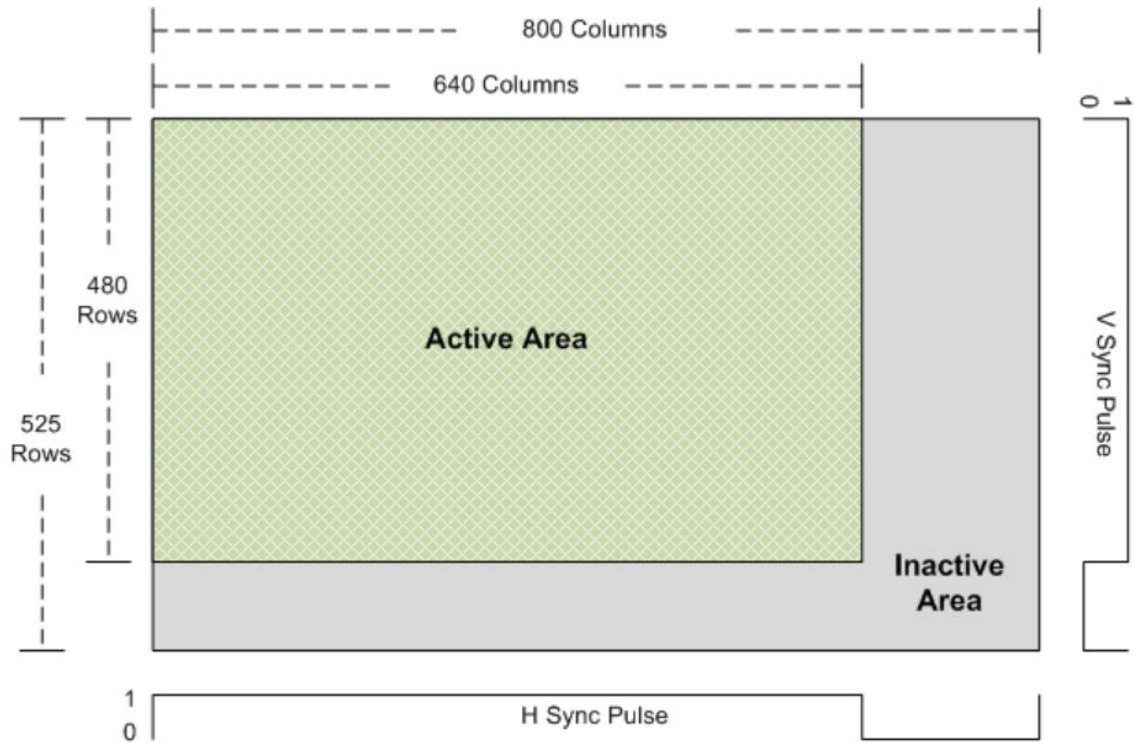 800 Columns
640 Columns
1
0
480
Rows
Active Area
V Sync Pulse
525
Rows
Inactive
Area
1
0
H Sync Pulse